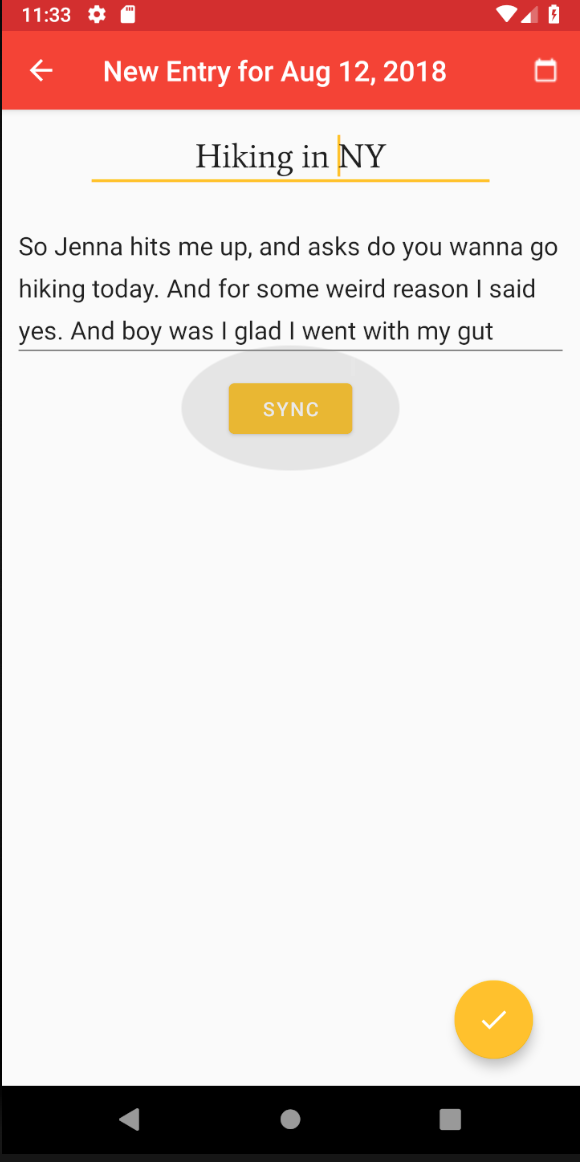 11:33
New Entry for Aug 12, 2018
Hiking in NY
So Jenna hits me up, and asks do you wanna go
hiking today. And for some weird reason I said
yes. And boy was I glad I went with my gut
SYNC